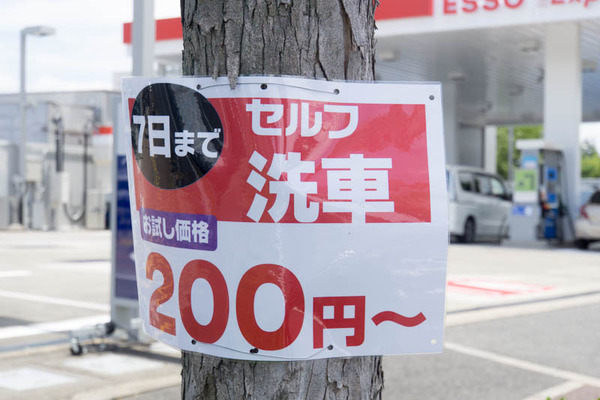 ESSO Exp
7日まで
セルフ
洗車
お試し価格
200円～